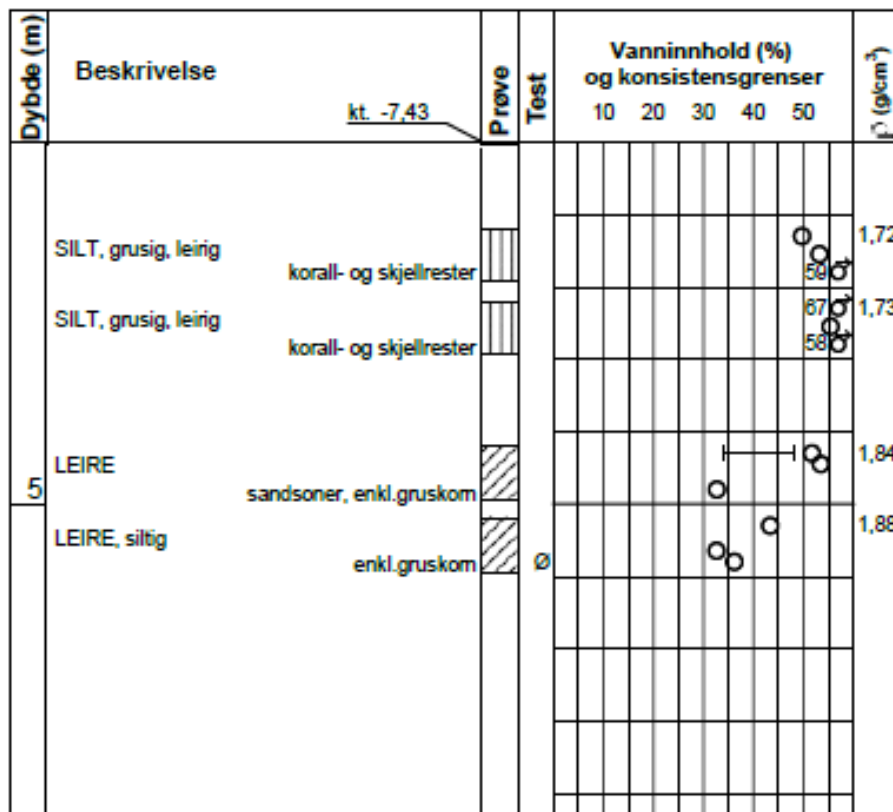 Dybde (m)
Beskrivelse
kt. -7,43
Prøve
Test
Vanninnhold (%)
og konsistensgrenser
10 20 30 40 50
ρ (g/cm³)
SILT, grusig, leirig
korall- og skjellrester
59
1,72
SILT, grusig, leirig
korall- og skjellrester
67
58
1,73
LEIRE
sandsoner, enkl.gruskorn
1,84
5
LEIRE, siltig
enkl.gruskorn
Ø
1,88